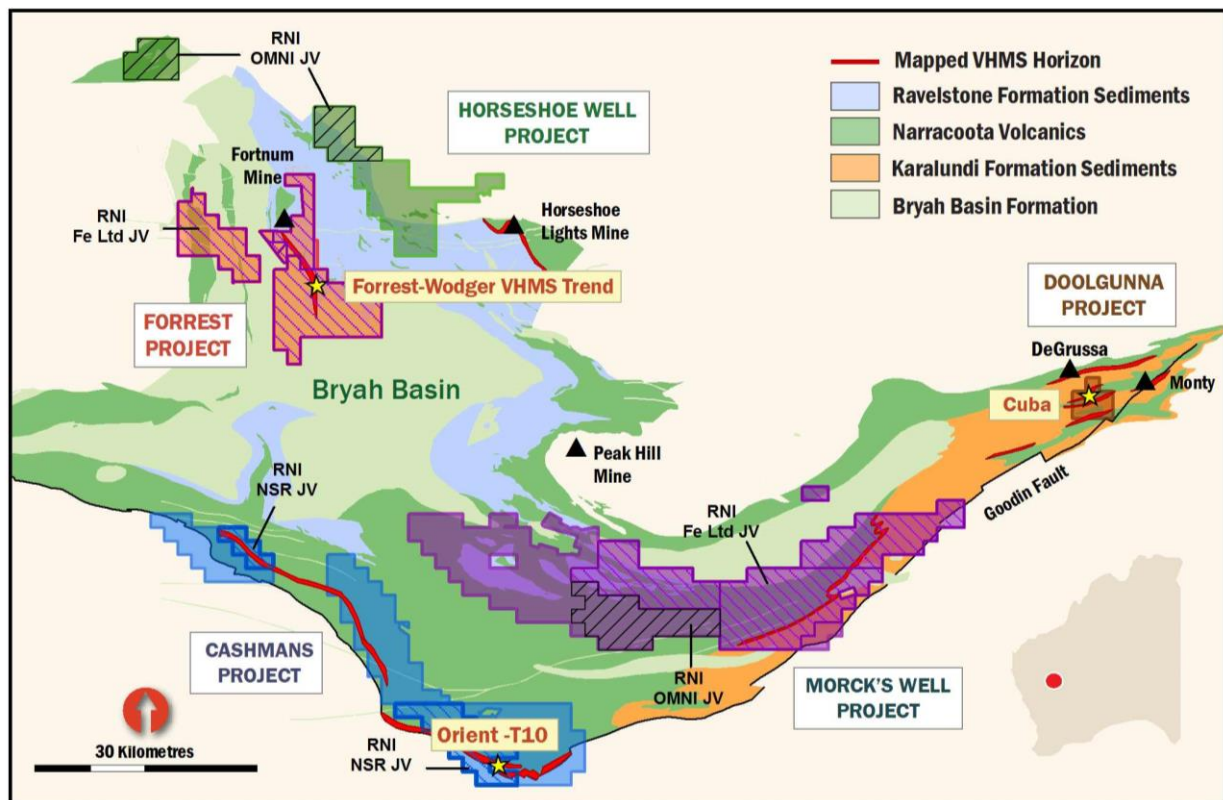 RNI
OMNI JV
HORSESHOE WELL
PROJECT
Mapped VHMS Horizon
Ravelstone Formation Sediments
Narracoota Volcanics
Karalundi Formation Sediments
Bryah Basin Formation
Fortnum
Mine
RNI
Fe Ltd JV
Horseshoe
Lights Mine
Forrest-Wodger VHMS Trend
FORREST
PROJECT
DOOLGUNNA
PROJECT
DeGrussa
Monty
Cuba
Bryah Basin
Peak Hill
Mine
Goodin Fault
RNI
NSR JV
RNI
Fe Ltd JV
CASHMANS
PROJECT
RNI
OMNI JV
MORCK'S WELL
PROJECT
Orient -T10
30 Kilometres
RNI
NSR JV